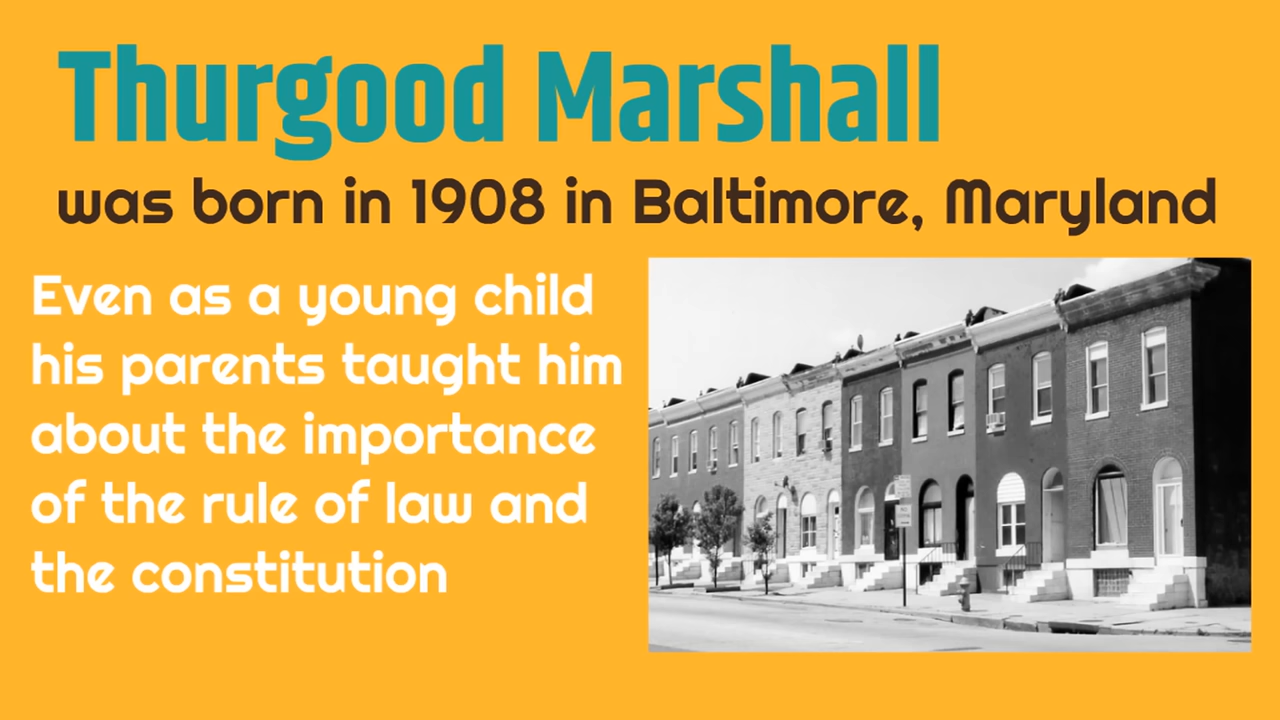 Thurgood Marshall
was born in 1908 in Baltimore, Maryland
Even as a young child
his parents taught him
about the importance
of the rule of law and
the constitution